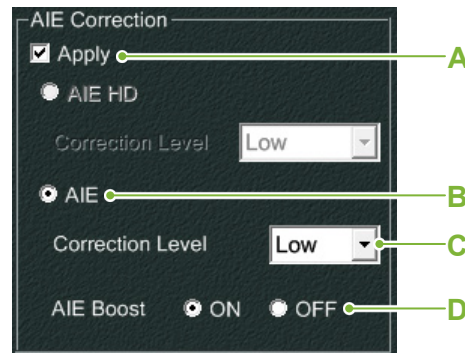 AIE Correction
Apply
A
AIE HD
Correction Level Low
AIE
B
Correction Level Low
C
AIE Boost ON OFF
D